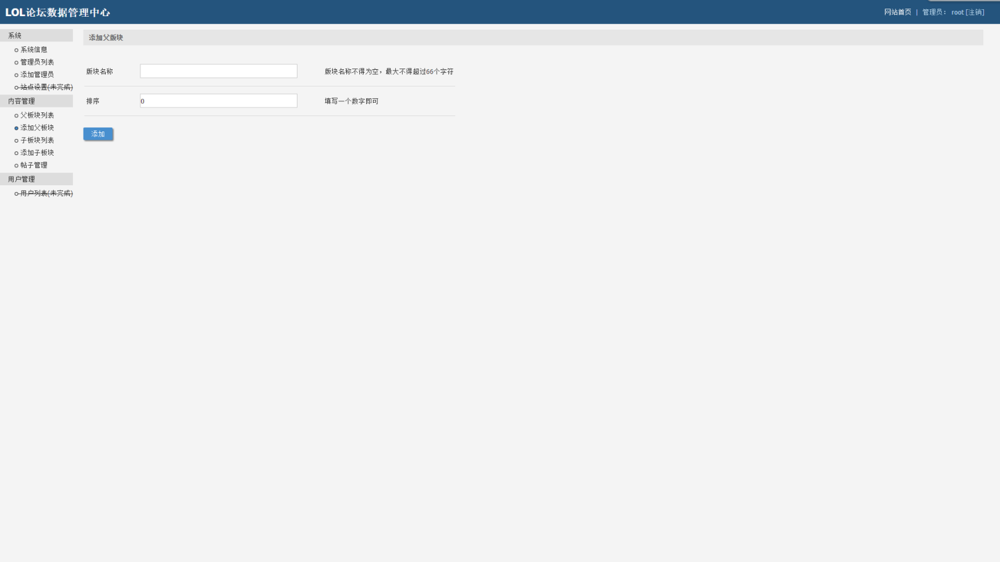 LOL论坛数据管理中心
网站首页 | 管理员： root [注销]
系统
系统信息
管理员列表
添加管理员
站点设置(未完成)
内容管理
父板块列表
添加父板块
子板块列表
添加子板块
帖子管理
用户管理
用户列表(未完成)
添加父版块
版块名称 版块名称不得为空，最大不得超过66个字符
排序 0 填写一个数字即可
添加